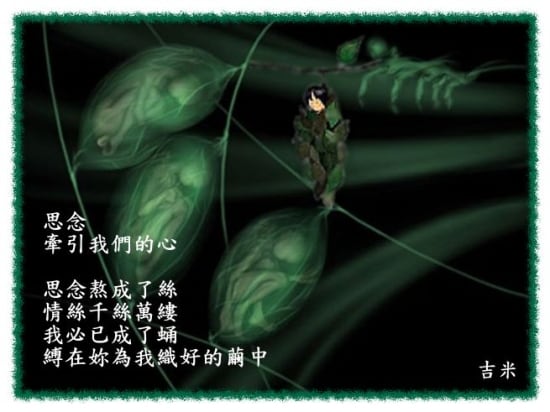 思念
牽引我們的心
思念熬成了絲
情絲千絲萬縷
我必已成了蛹
縛在妳為我織好的繭中
吉米